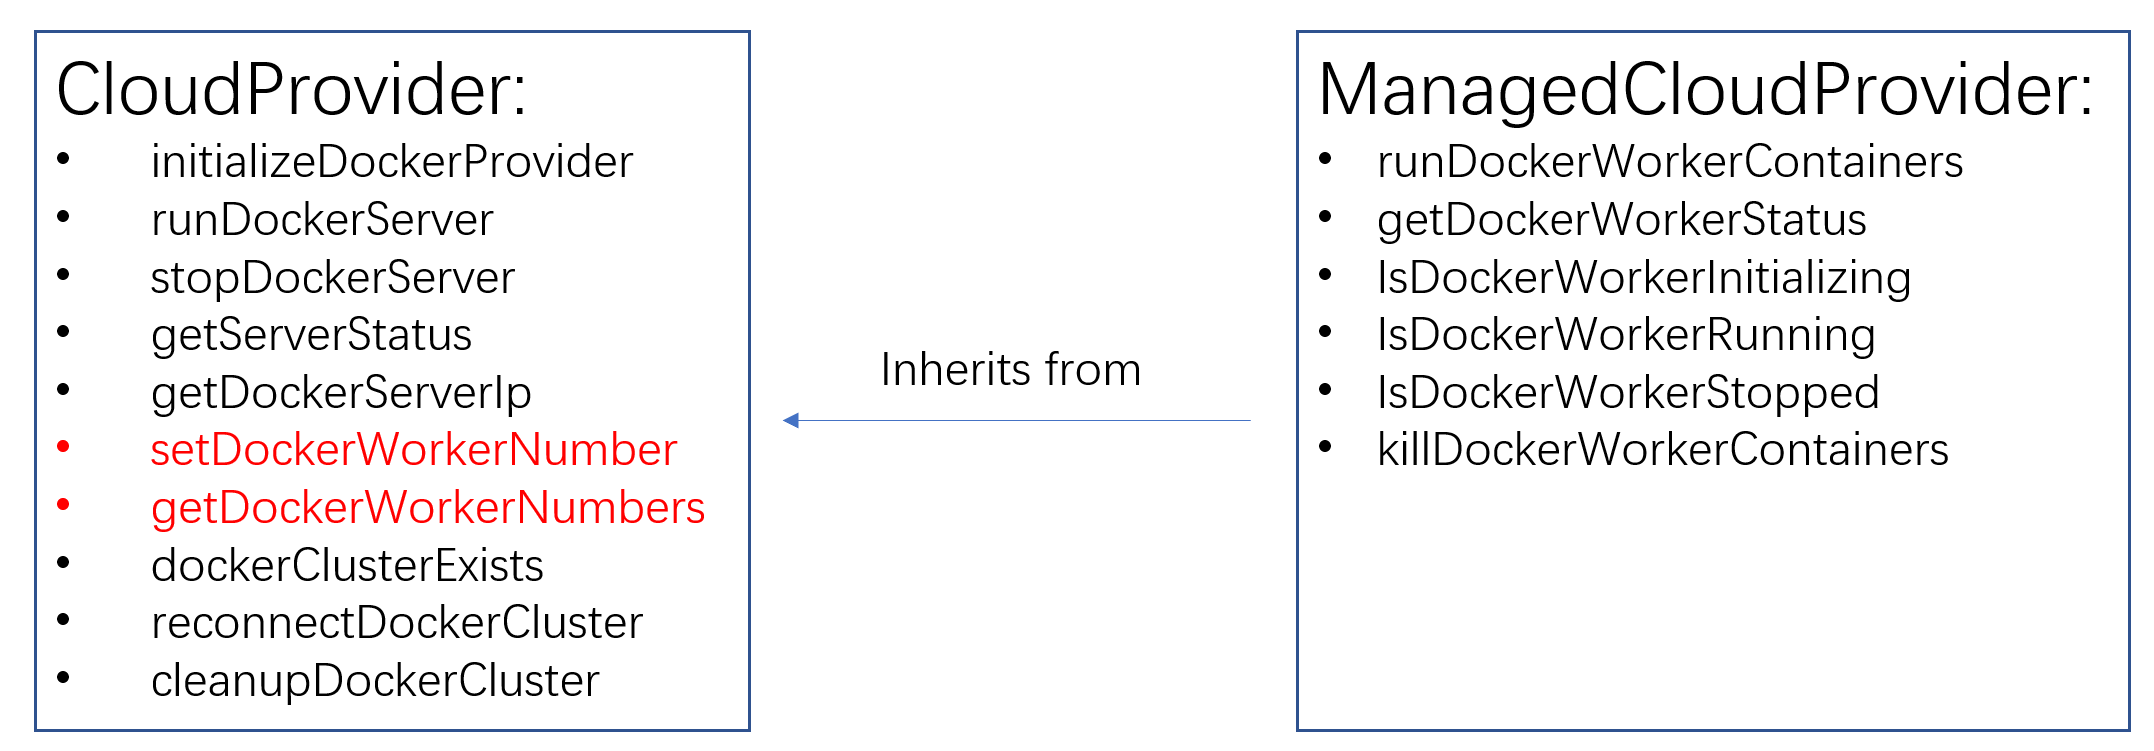 CloudProvider:
• initializeDockerProvider
• runDockerServer
• stopDockerServer
• getServerStatus
• getDockerServerIp
• setDockerWorkerNumber
• getDockerWorkerNumbers
• dockerClusterExists
• reconnectDockerCluster
• cleanupDockerCluster
Inherits from
ManagedCloudProvider:
• runDockerWorkerContainers
• getDockerWorkerStatus
• IsDockerWorkerInitializing
• IsDockerWorkerRunning
• IsDockerWorkerStopped
• killDockerWorkerContainers